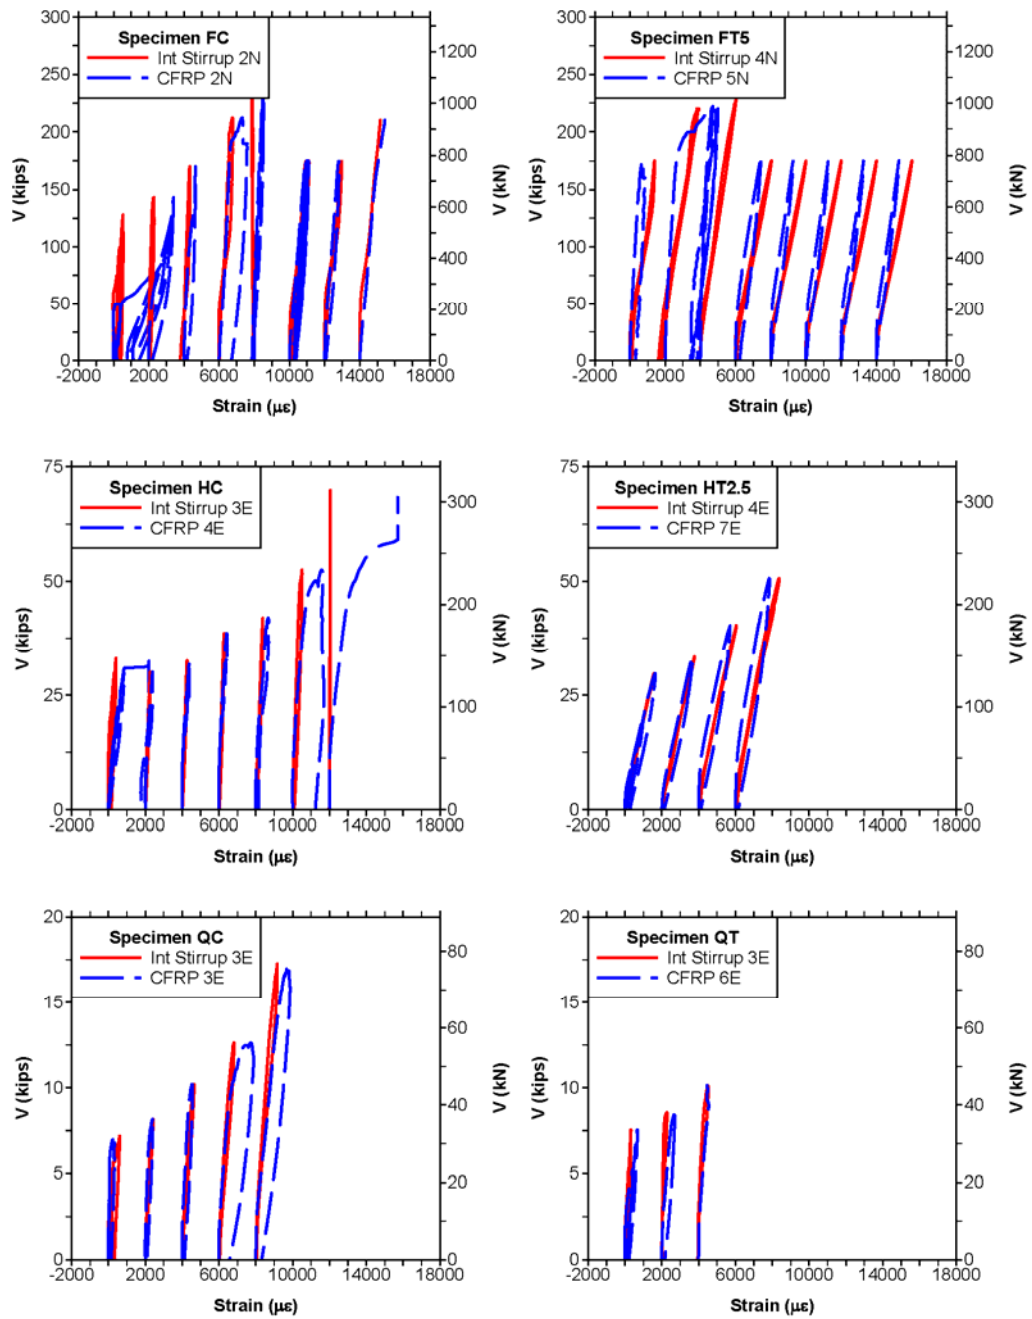 Specimen FC
Int Stirrup 2N
CFRP 2N
300
250
200
150
100
50
0
V (kips)
1200
1000
800
600
400
200
0
V (kN)
-2000 2000 6000 10000 14000 18000
Strain (με)
Specimen FT5
Int Stirrup 4N
CFRP 5N
300
250
200
150
100
50
0
V (kips)
1200
1000
800
600
400
200
0
V (kN)
-2000 2000 6000 10000 14000 18000
Strain (με)
Specimen HC
Int Stirrup 3E
CFRP 4E
75
50
25
0
V (kips)
300
200
100
0
V (kN)
-2000 2000 6000 10000 14000 18000
Strain (με)
Specimen HT2.5
Int Stirrup 4E
CFRP 7E
75
50
25
0
V (kips)
300
200
100
0
V (kN)
-2000 2000 6000 10000 14000 18000
Strain (με)
Specimen QC
Int Stirrup 3E
CFRP 3E
20
15
10
5
0
V (kips)
80
60
40
20
0
V (kN)
-2000 2000 6000 10000 14000 18000
Strain (με)
Specimen QT
Int Stirrup 3E
CFRP 6E
20
15
10
5
0
V (kips)
80
60
40
20
0
V (kN)
-2000 2000 6000 10000 14000 18000
Strain (με)